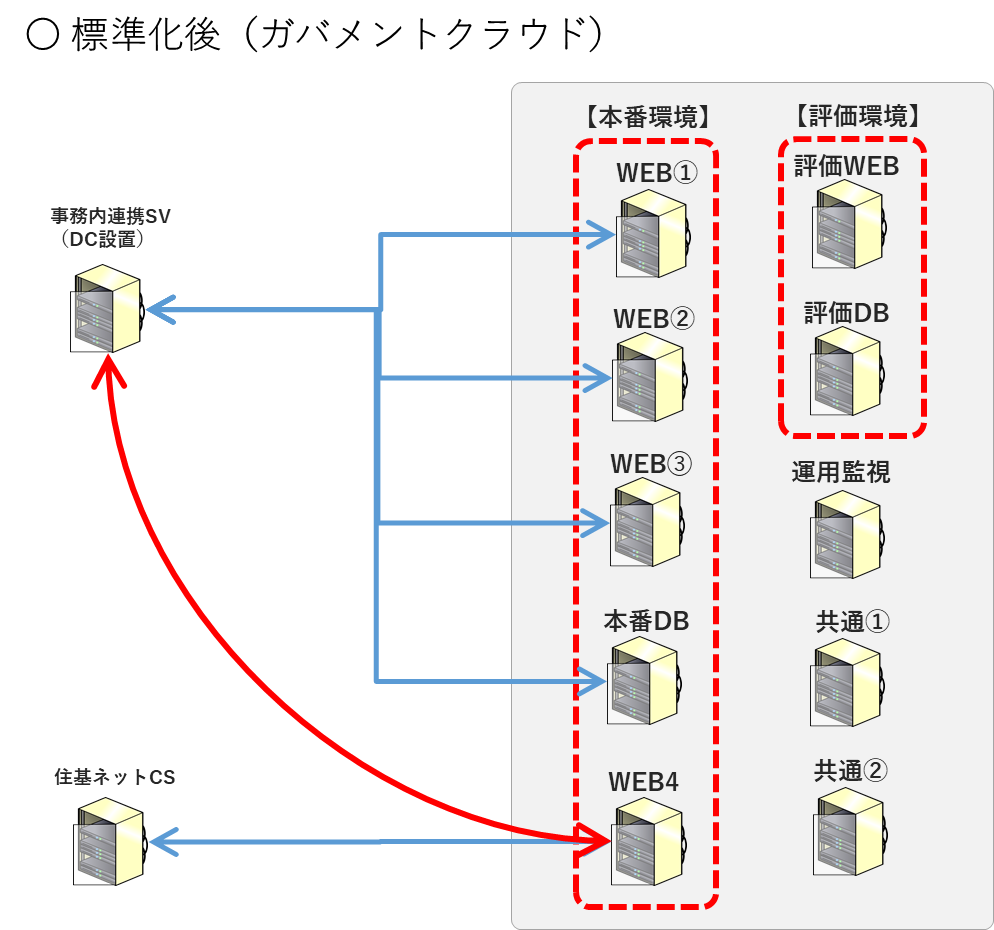 〇 標準化後（ガバメントクラウド）
【本番環境】
【評価環境】
WEB①
評価WEB
事務内連携SV
（DC設置）
WEB②
評価DB
WEB③
運用監視
本番DB
共通①
住基ネットCS
WEB4
共通②